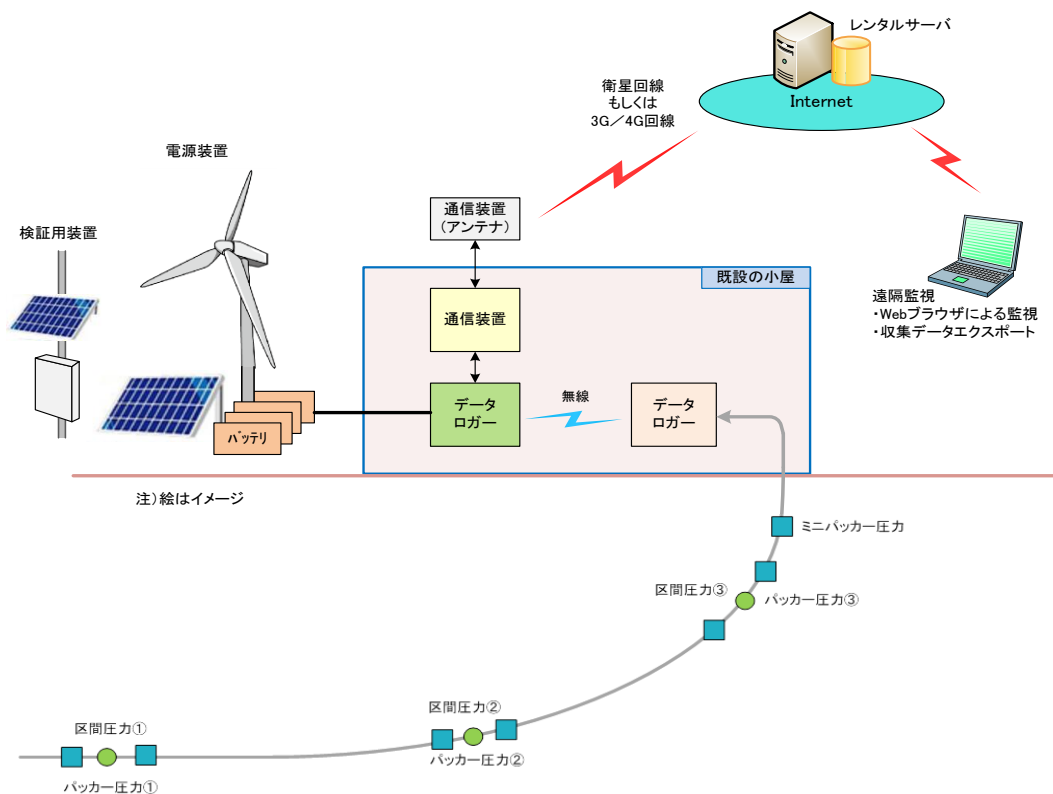 レンタルサーバ
Internet
衛星回線
もしくは
3G/4G回線
電源装置
検証用装置
通信装置
(アンテナ)
既設の小屋
通信装置
遠隔監視
・Webブラウザによる監視
・収集データエクスポート
データ
ロガー
無線
データ
ロガー
バッテリ
注)絵はイメージ
ミニパッカー圧力
区間圧力③
パッカー圧力③
区間圧力②
パッカー圧力②
区間圧力①
パッカー圧力①